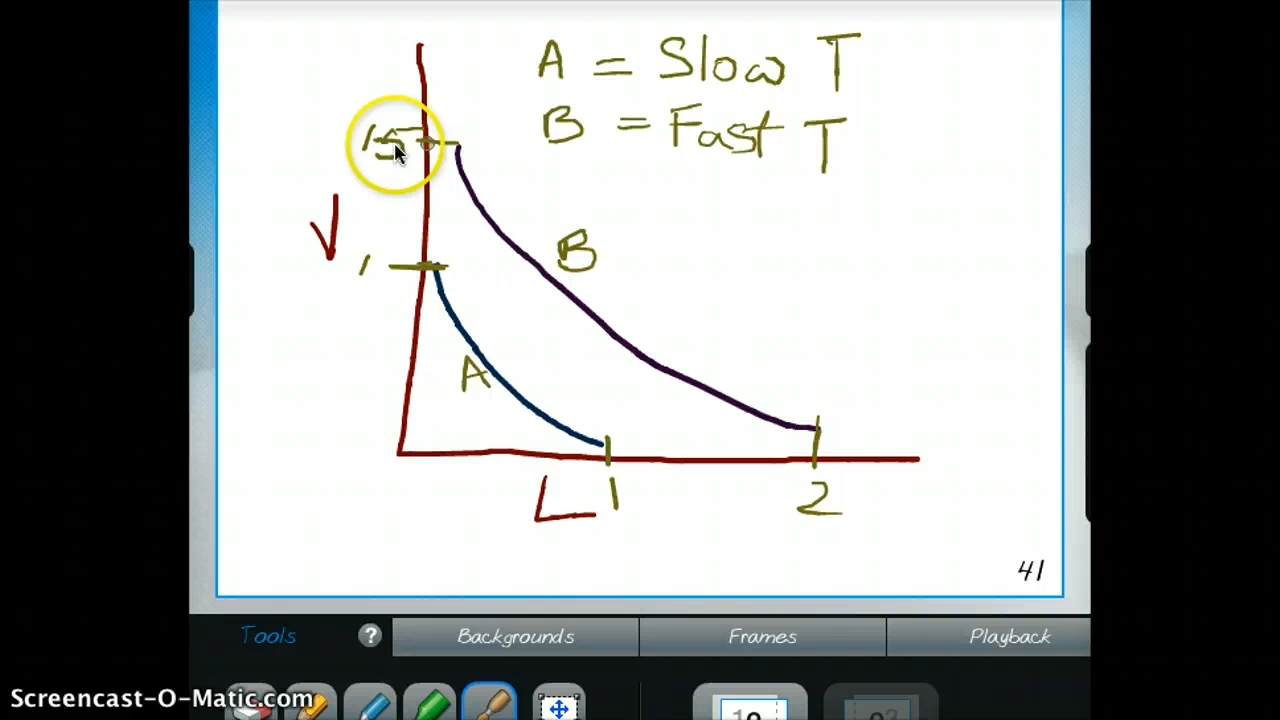 A = Slow T
B = Fast T
15
V
1
B
A
L
1
2
41
Tools
?
Backgrounds
Frames
Playback
Screencast-O-Matic.com